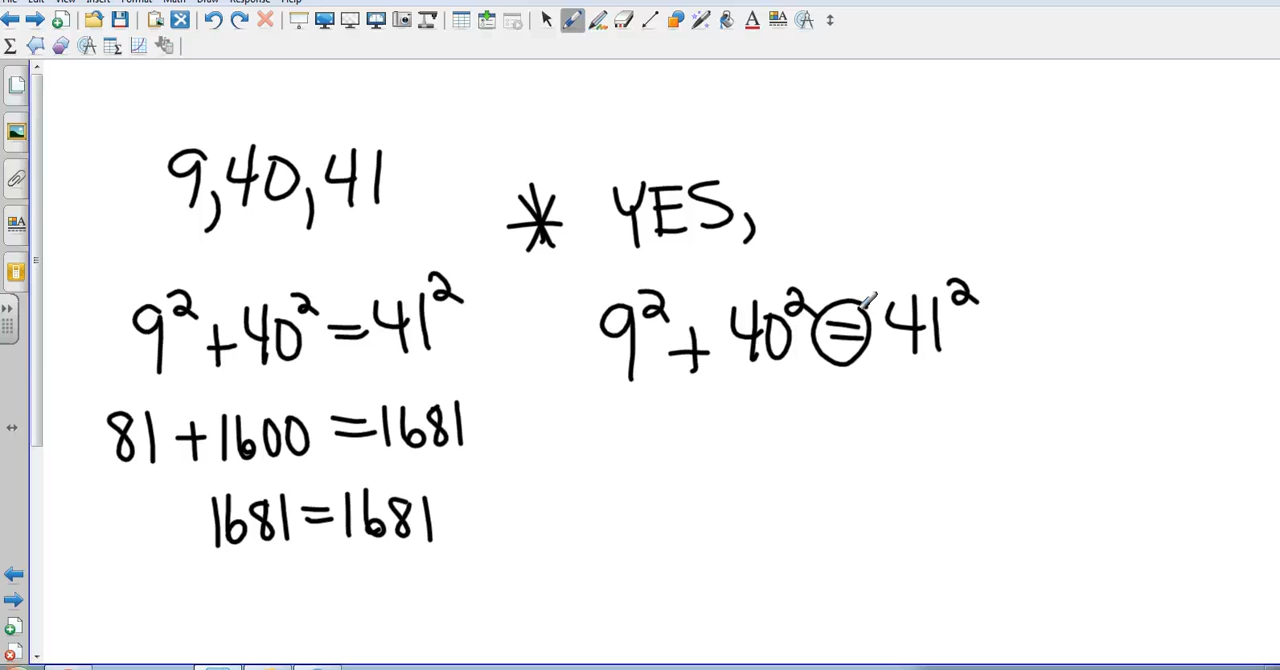 9,40,41
* YES,
9² + 40² = 41²
9² + 40² = 41²
81 + 1600 = 1681
1681 = 1681